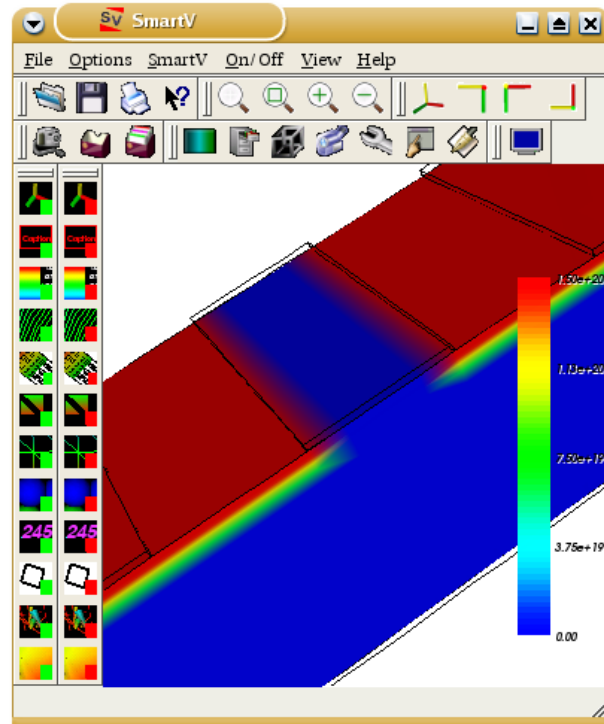 SV SmartV
File Options SmartV On/Off View Help
Caption Caption
1.50e+20
1.13e+20
7.50e+19
245 245
3.75e+19
0.00